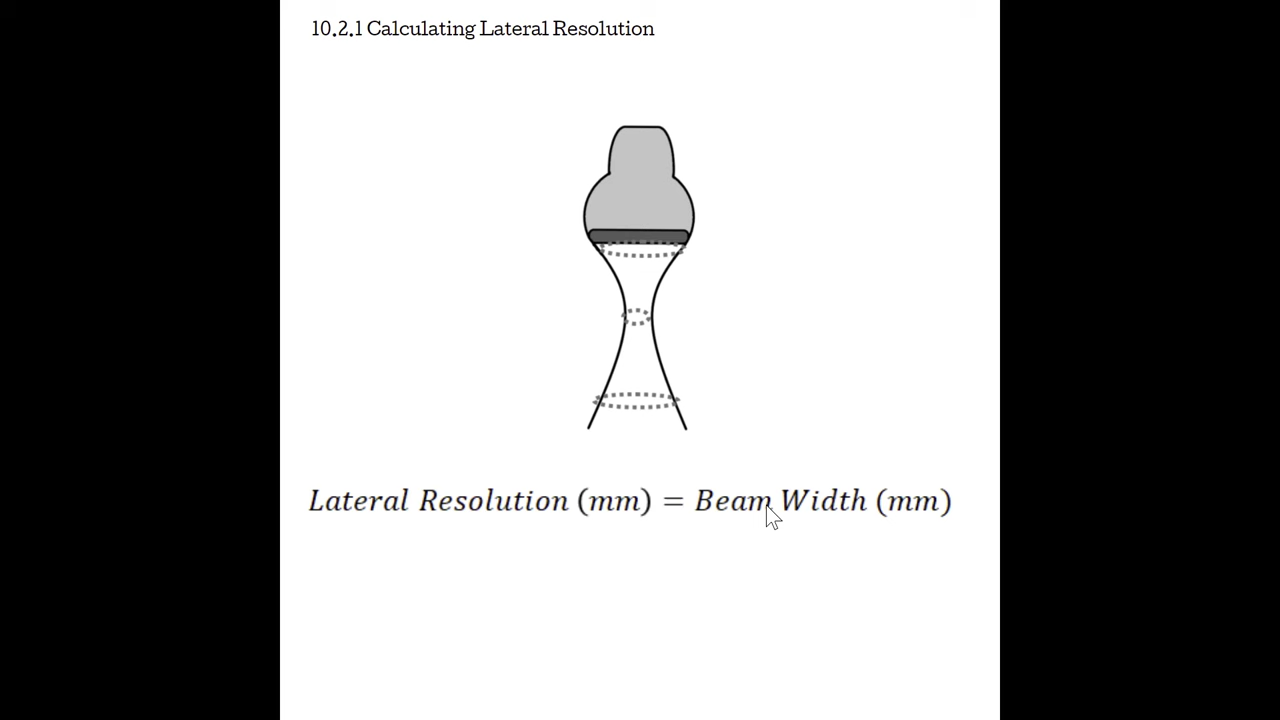 10.2.1 Calculating Lateral Resolution
Lateral Resolution (mm) = Beam Width (mm)